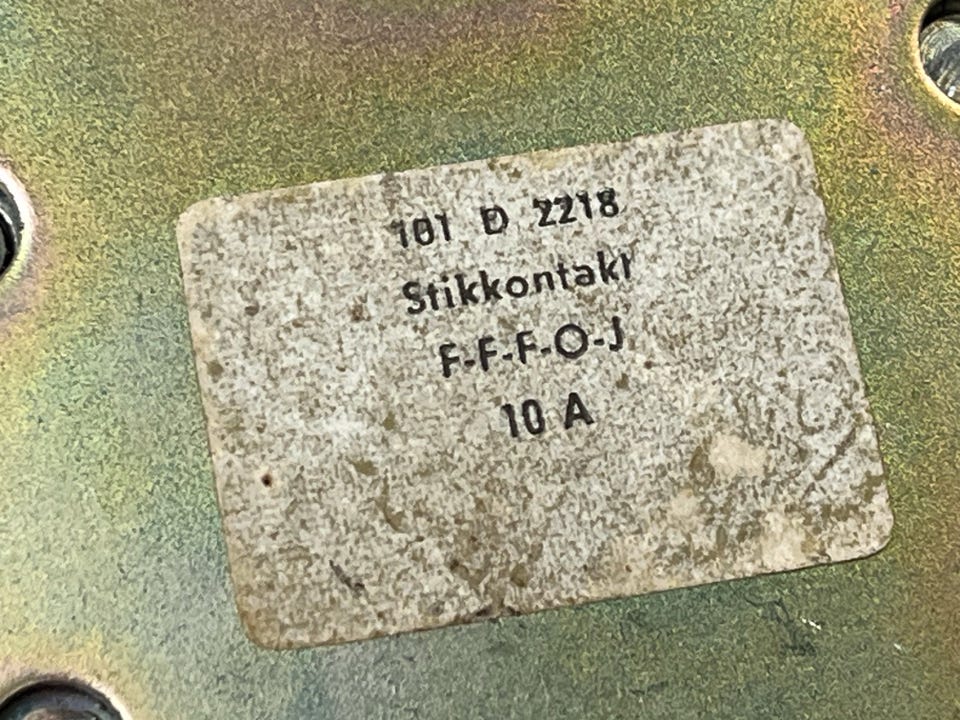 101 D 2218
Stikkontakt
F-F-F-O-J
10 A